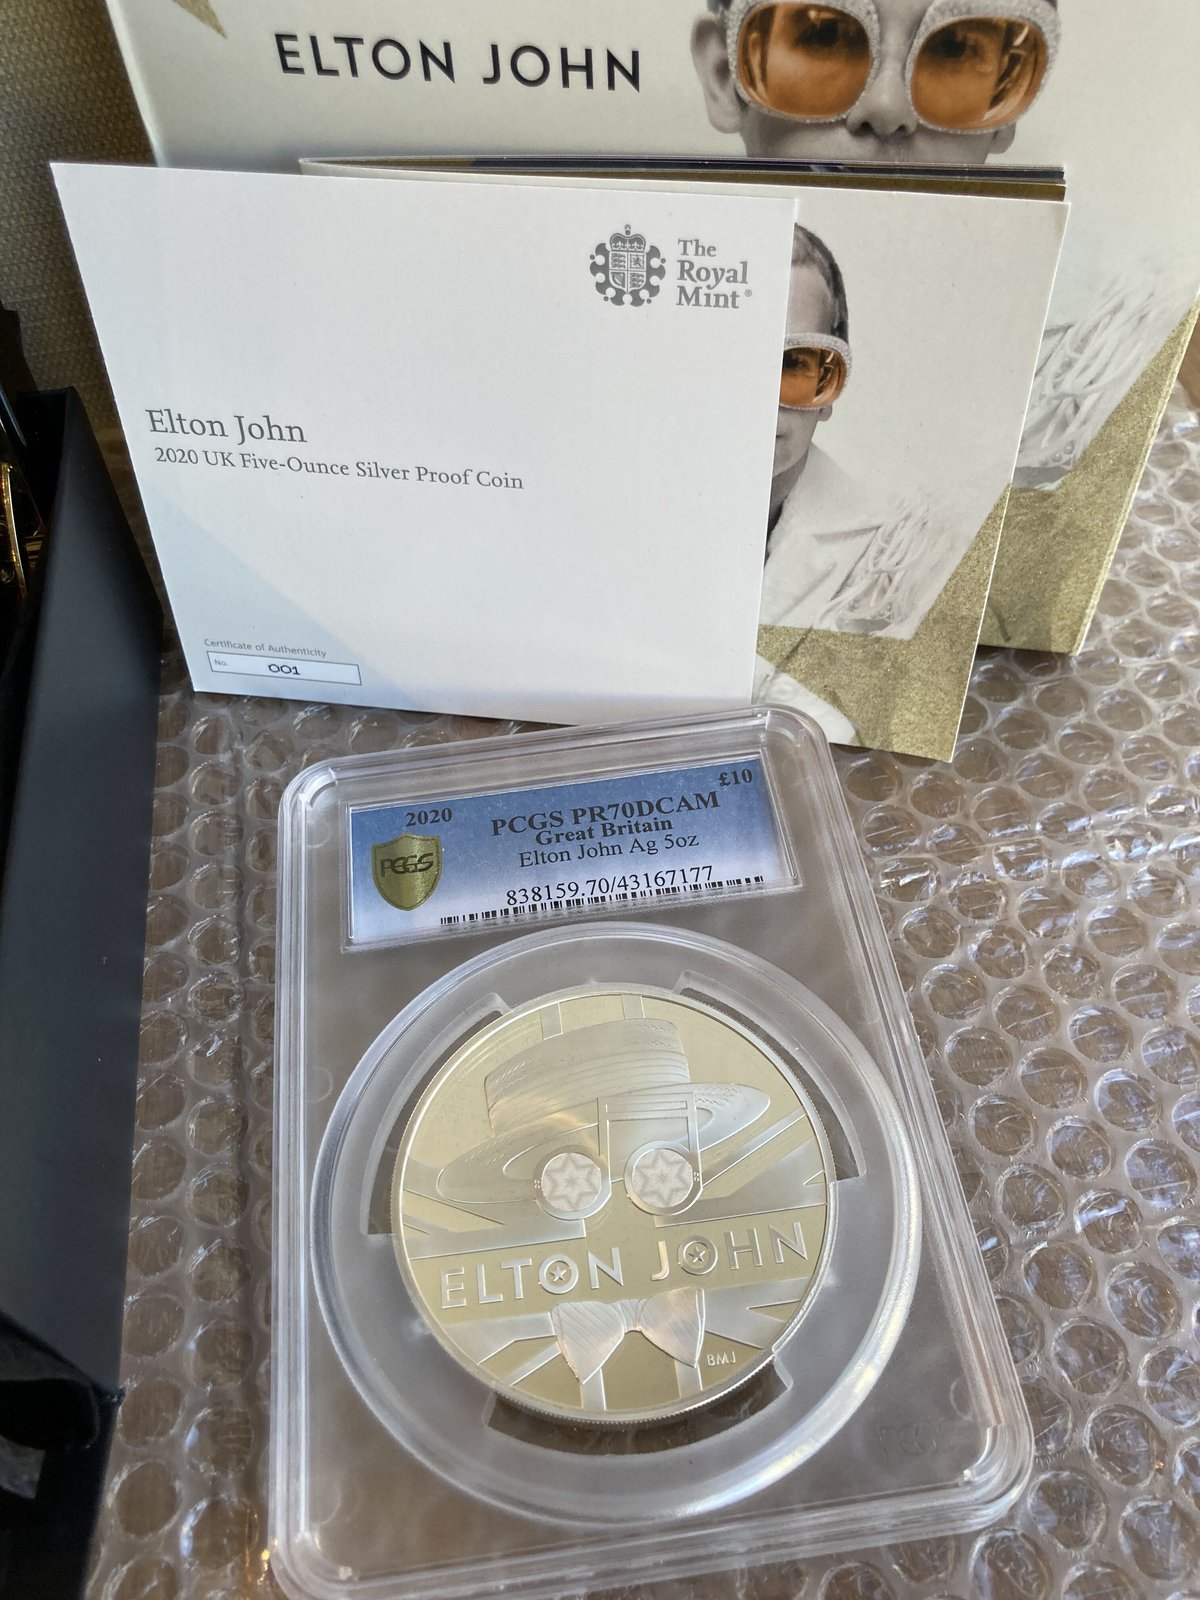 ELTON JOHN
The
Royal
Mint®
Elton John
2020 UK Five-Ounce Silver Proof Coin
Certificate of Authenticity
No. 001
2020
£10
PCGS PR70DCAM
Great Britain
Elton John Ag 5oz
PCGS
838159.70/43167177
ELTON JOHN
BMJ